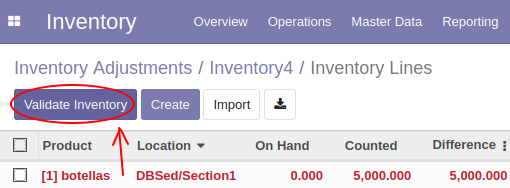 Inventory Overview Operations Master Data Reporting
Inventory Adjustments / Inventory4 / Inventory Lines
Validate Inventory Create Import
Product Location On Hand Counted Difference
[1] botellas DBSed/Section1 0.000 5,000.000 5,000.000